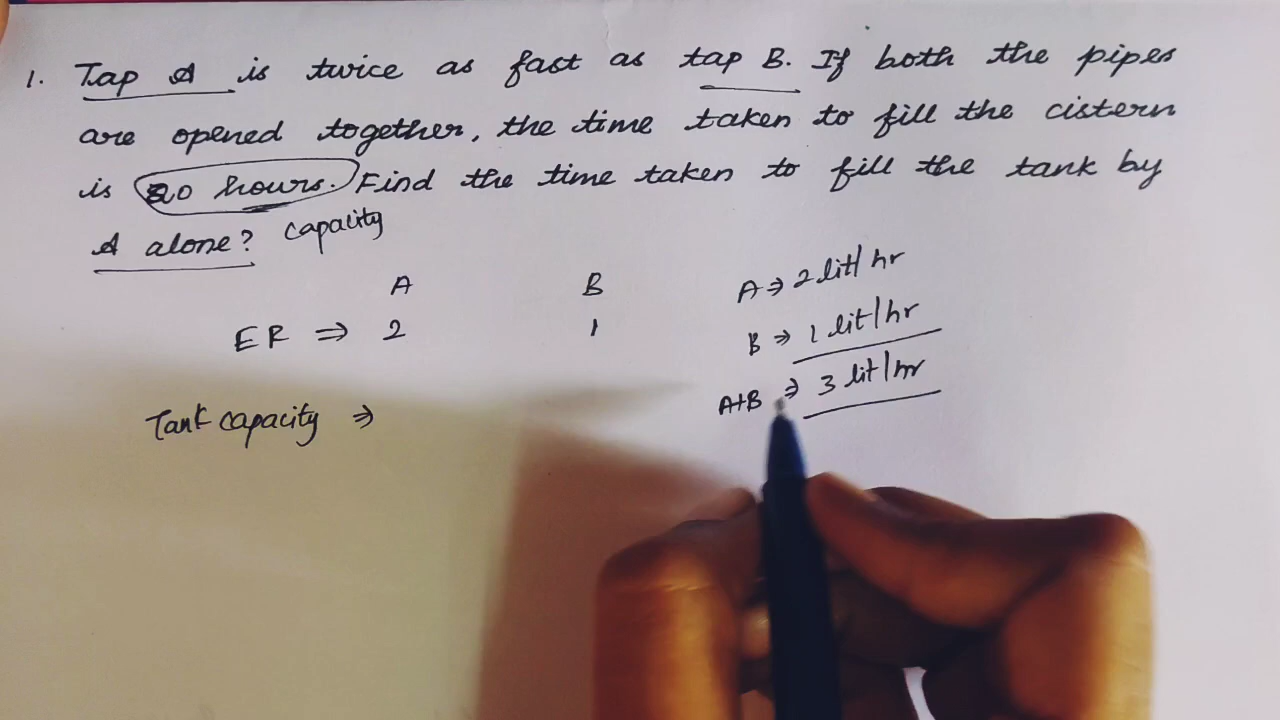 1. Tap A is twice as fast as tap B. If both the pipes
are opened together, the time taken to fill the cistern
is 20 hours. Find the time taken to fill the tank by
A alone? capacity
A B
ER ⇒ 2 1
Tank capacity ⇒
A ⇒ 2 lit/hr
B ⇒ 1 lit/hr
A+B ⇒ 3 lit/hr